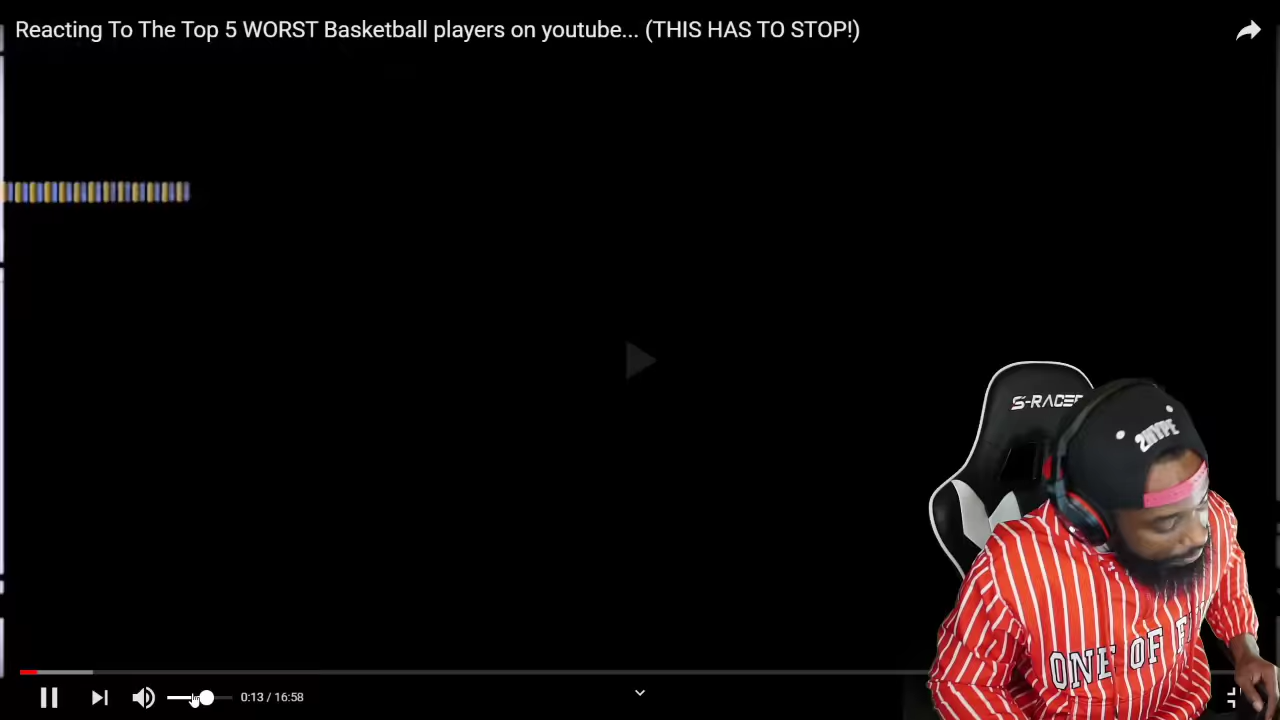 Reacting To The Top 5 WORST Basketball players on youtube... (THIS HAS TO STOP!)
S-RACER
2HYPE
ONE OF
0:13 / 16:58